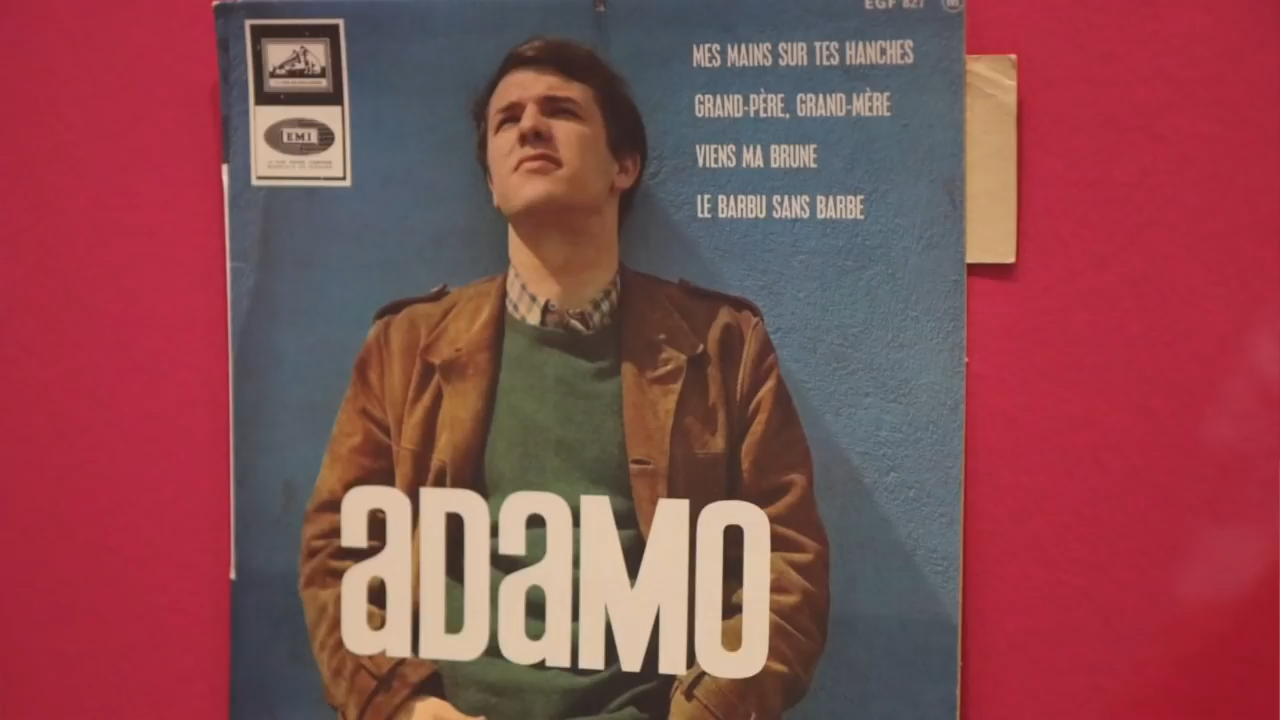 EGF 827
MES MAINS SUR TES HANCHES
GRAND-PÈRE, GRAND-MÈRE
VIENS MA BRUNE
LE BARBU SANS BARBE
EMI
aDaMO